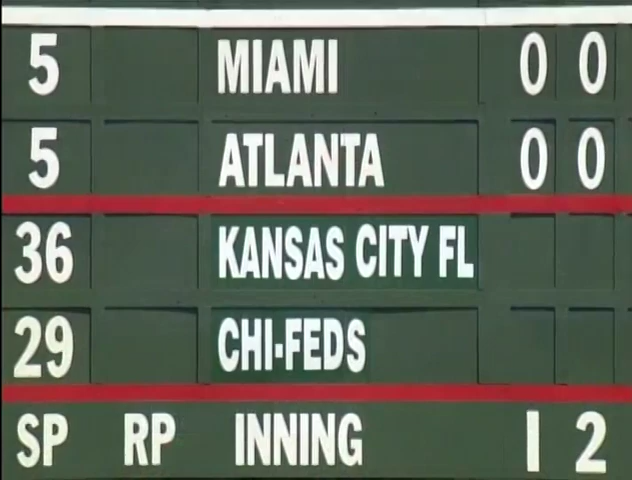 5 MIAMI 0 0
5 ATLANTA 0 0
36 KANSAS CITY FL
29 CHI-FEDS
SP RP INNING 1 2